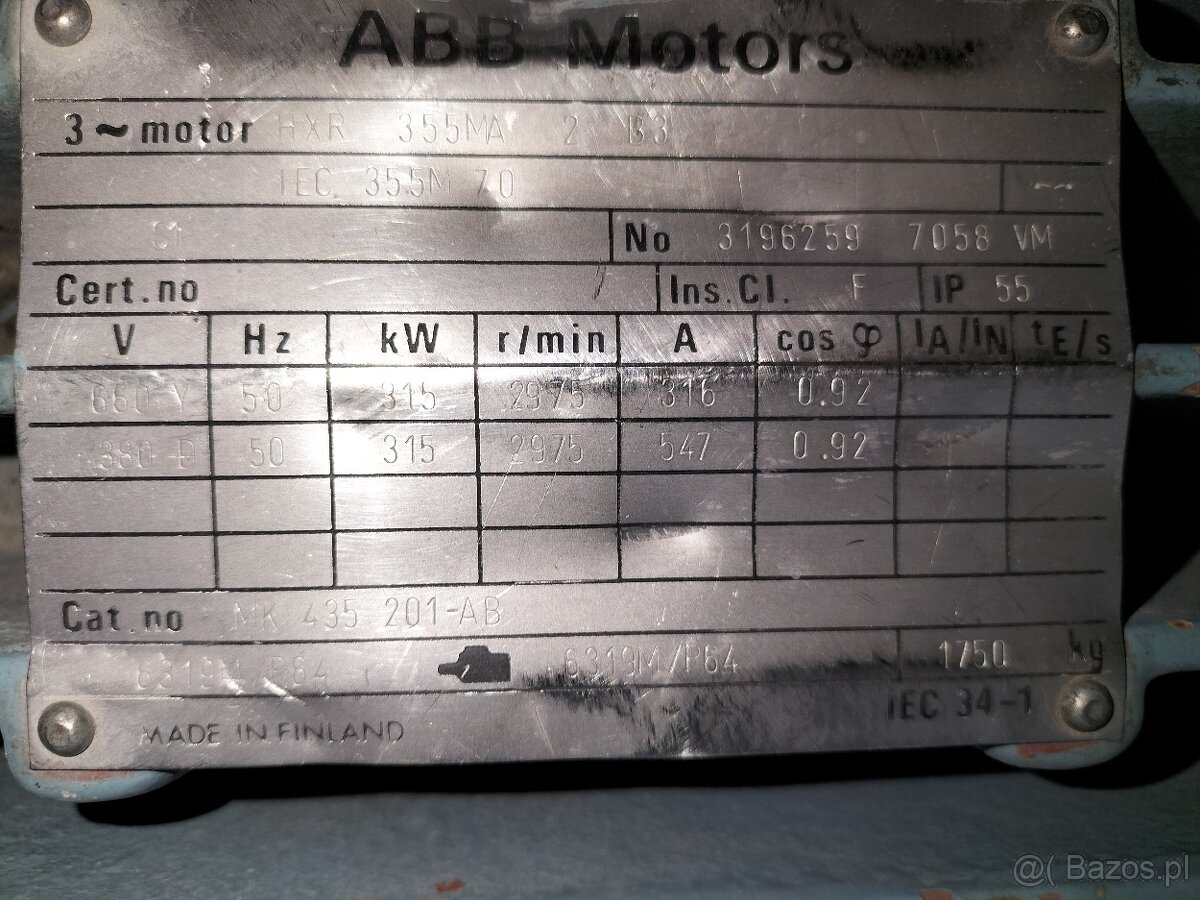 ABB Motors
3 ~ motor HXR 355MA 2 B3
IEC. 355M 70 ~~
S1 No 3196259 7058 VM
Cert.no Ins.Cl. F IP 55
V Hz kW r/min A cos φ IA/IN tE/s
660 Y 50 315 2975 316 0.92
380 D 50 315 2975 547 0.92
Cat.no MK 435 201-AB
6319M/P64 6319M/P64 1750 kg
IEC 34-1
MADE IN FINLAND
@( Bazos.pl